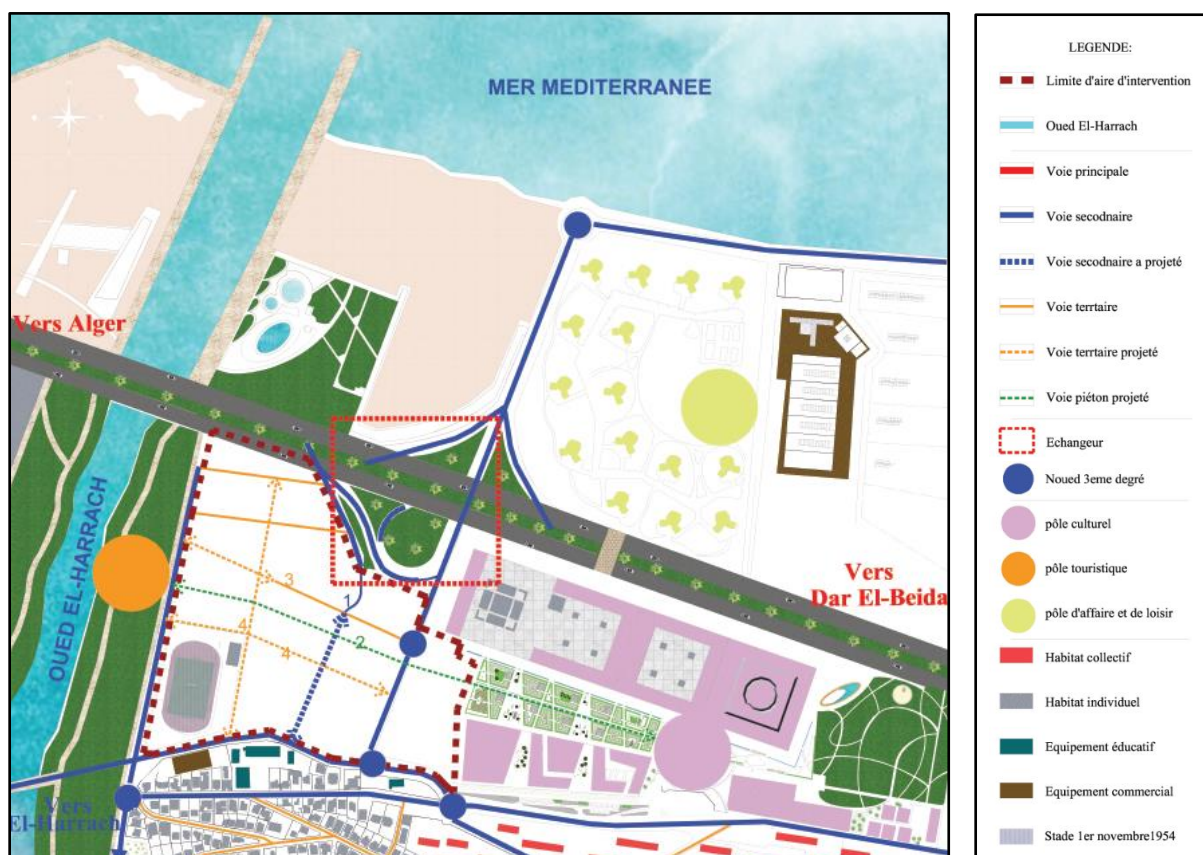 MER MEDITERRANEE
Vers Alger
OUED EL-HARRACH
Vers
Dar El-Beida
1
3
2
4
4
Vers
El-Harrach
LEGENDE:
Limite d'aire d'intervention
Oued El-Harrach
Voie principale
Voie secodnaire
Voie secodnaire a projeté
Voie terrtaire
Voie terrtaire projeté
Voie piéton projeté
Echangeur
Noued 3eme degré
pôle culturel
pôle touristique
pôle d'affaire et de loisir
Habitat collectif
Habitat individuel
Equipement éducatif
Equipement commercial
Stade 1er novembre1954